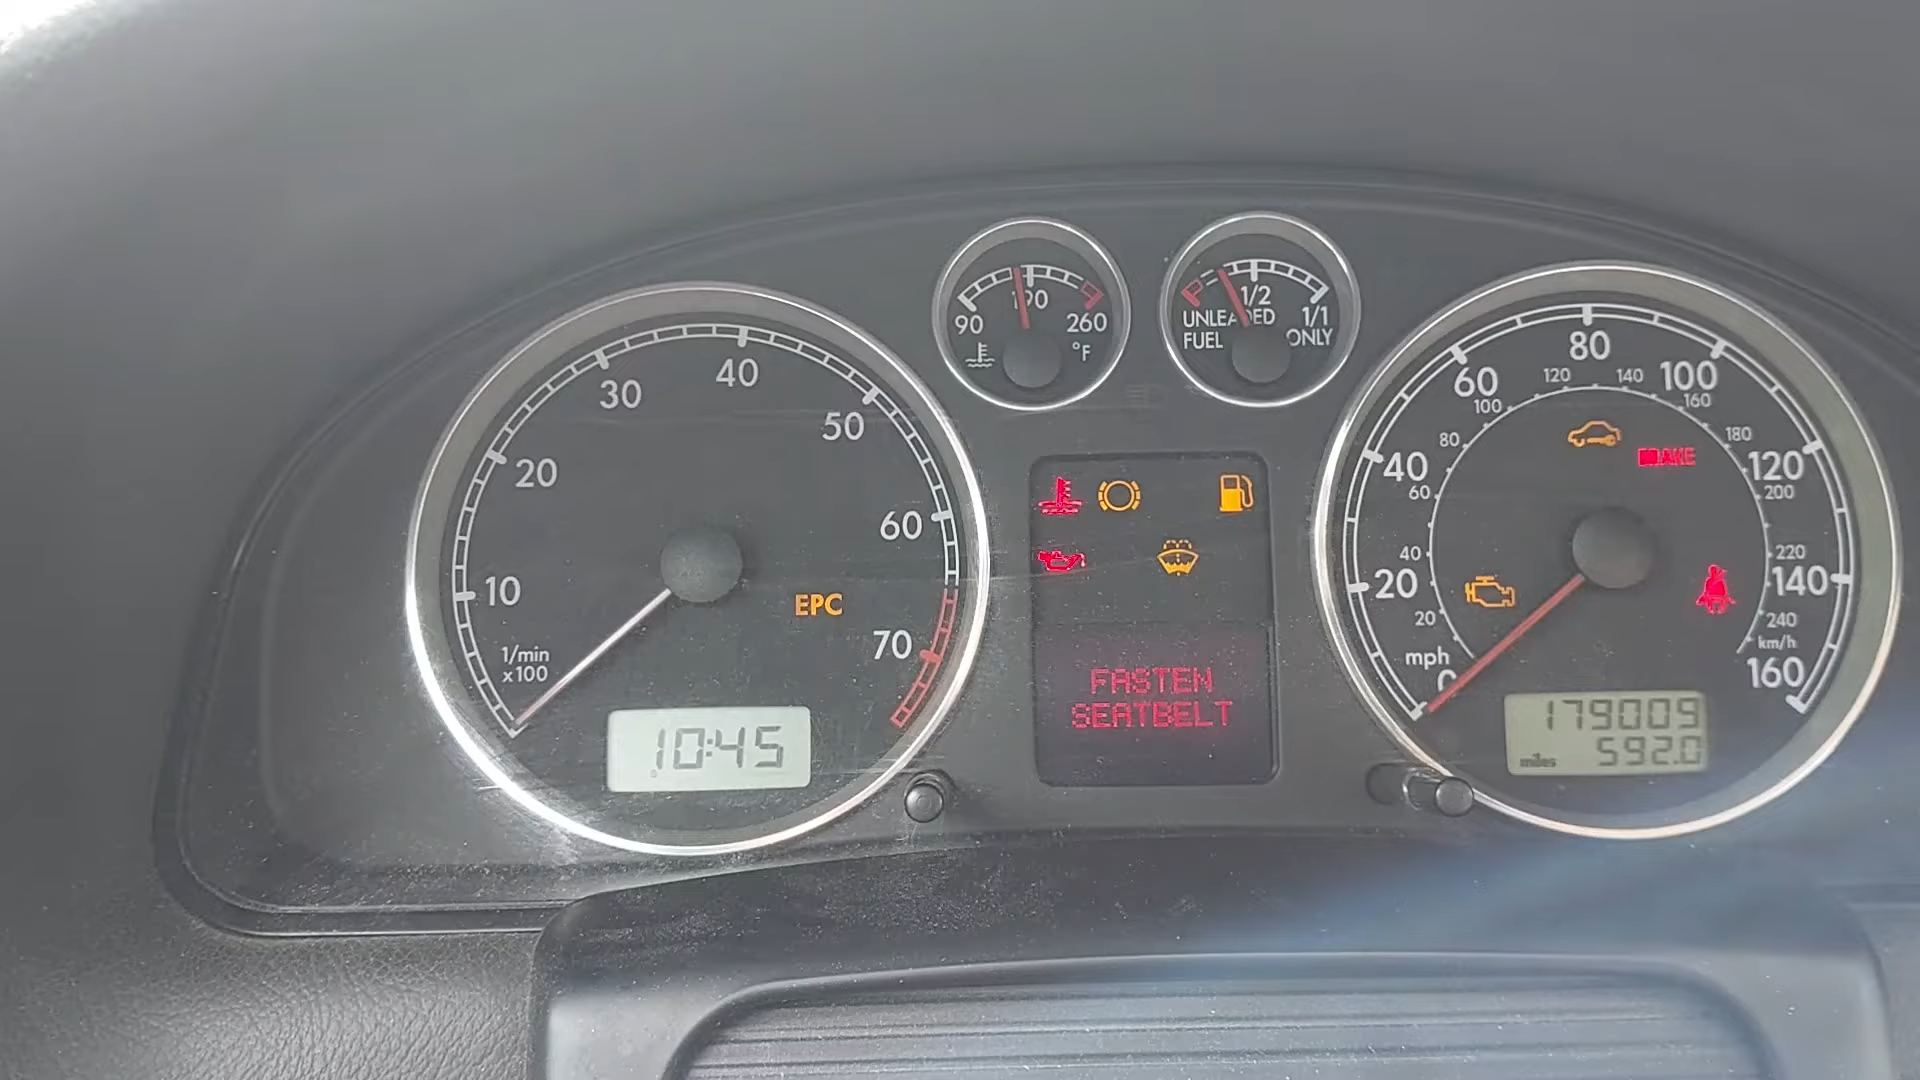 10
20
30
40
50
60
70
1/min
x100
EPC
10:45
90
190
260
°F
1/2
1/1
UNLEADED
FUEL
ONLY
FASTEN
SEATBELT
0
20
40
60
80
100
120
140
160
mph
20
40
60
80
100
120
140
160
180
200
220
240
km/h
179009
miles 592.0